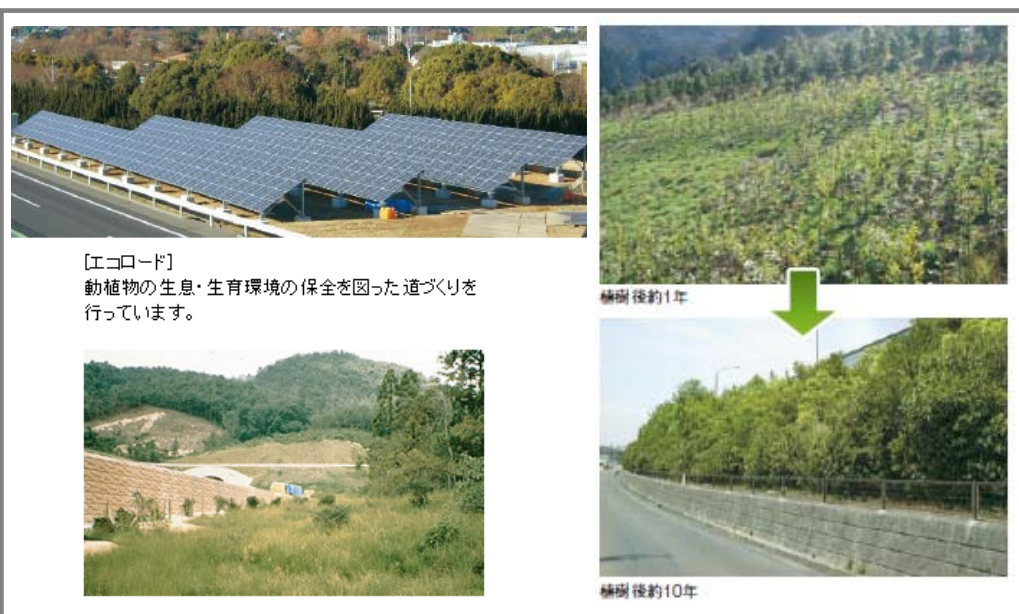 [エコロード]
動植物の生息・生育環境の保全を図った道づくりを
行っています。
植樹後約1年
植樹後約10年